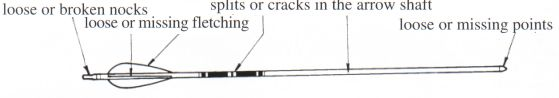 splits or cracks in the arrow shaft
loose or broken nocks
loose or missing fletching
loose or missing points